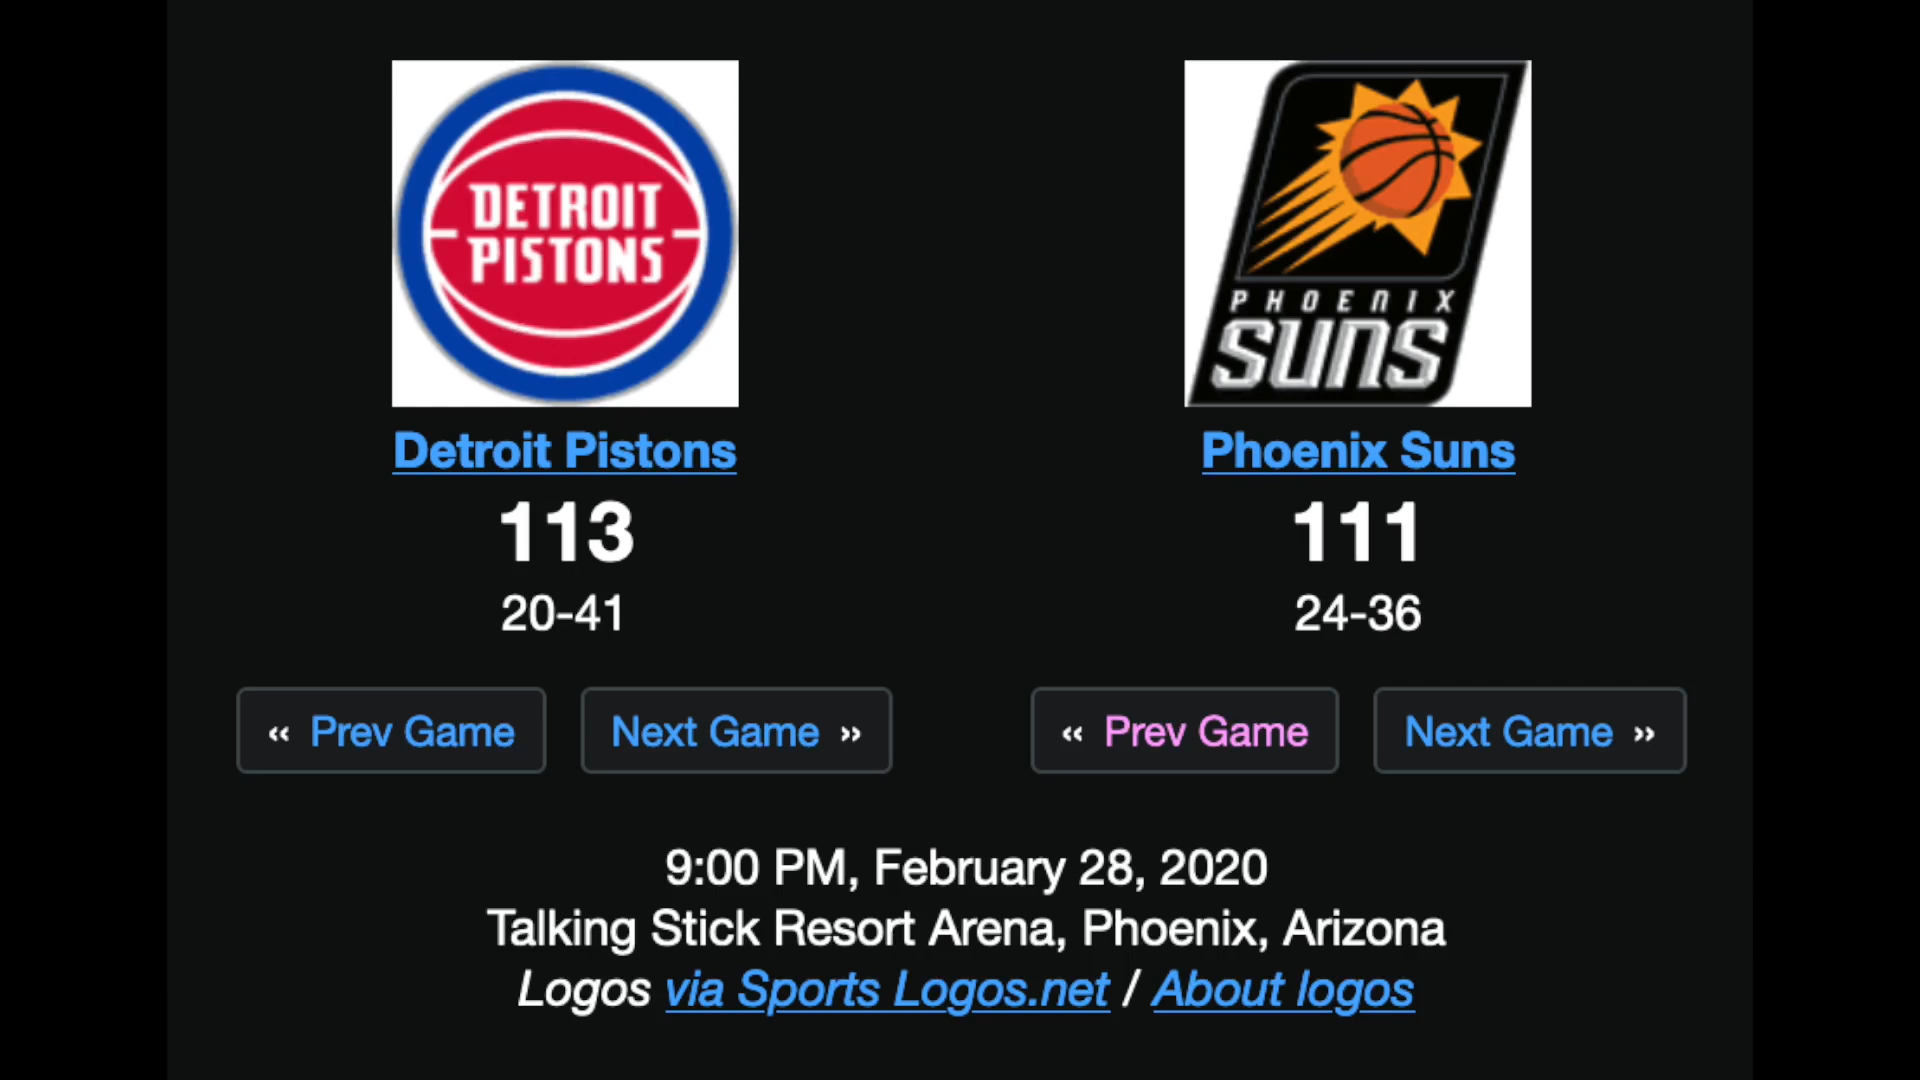 DETROIT
PISTONS
PHOENIX
SUNS
Detroit Pistons
Phoenix Suns
113
111
20-41
24-36
« Prev Game
Next Game »
« Prev Game
Next Game »
9:00 PM, February 28, 2020
Talking Stick Resort Arena, Phoenix, Arizona
Logos via Sports Logos.net / About logos